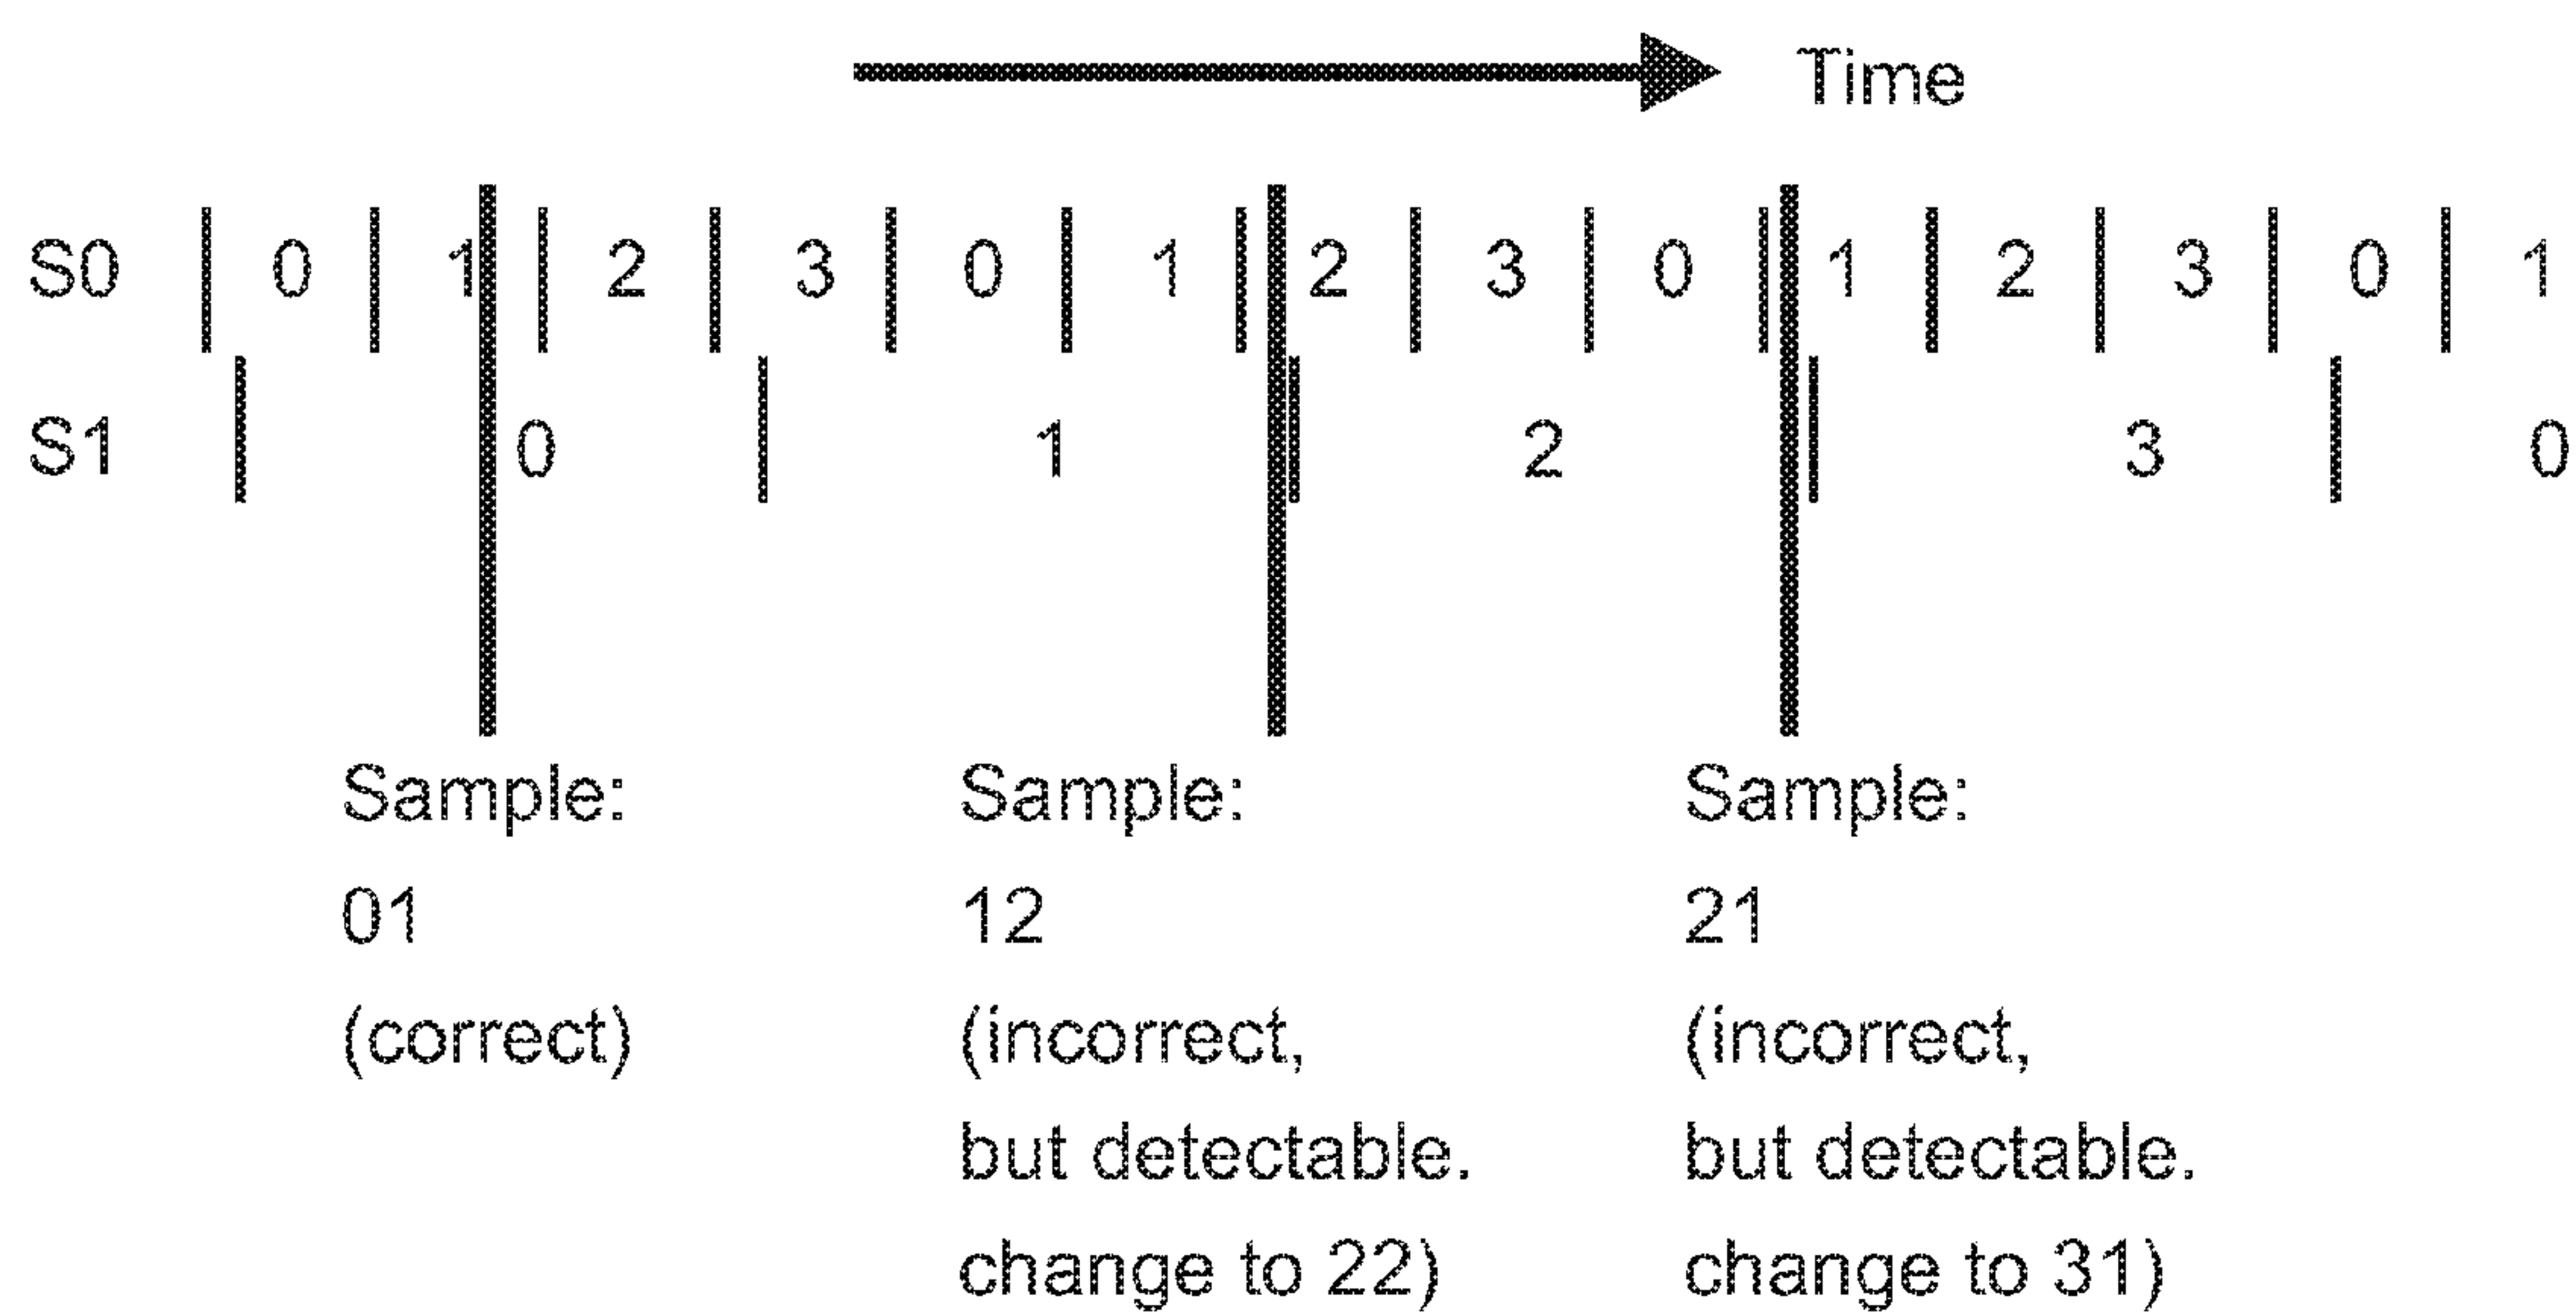 Time
S0 0 1 2 3 0 1 2 3 0 1 2 3 0 1
S1 0 1 2 3 0
Sample:
01
(correct)
Sample:
12
(incorrect,
but detectable.
change to 22)
Sample:
21
(incorrect,
but detectable.
change to 31)